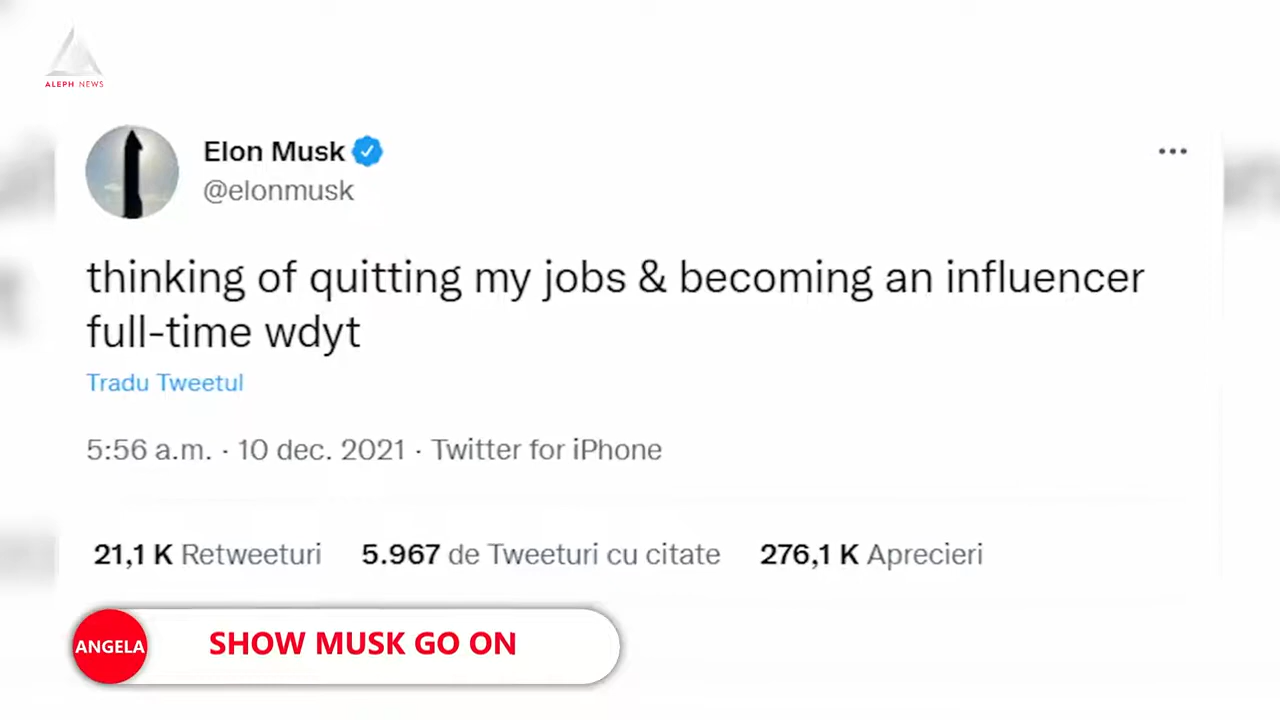 ALEPH NEWS
Elon Musk
@elonmusk
thinking of quitting my jobs & becoming an influencer
full-time wdyt
Tradu Tweetul
5:56 a.m. · 10 dec. 2021 · Twitter for iPhone
21,1 K Retweeturi 5.967 de Tweeturi cu citate 276,1 K Aprecieri
ANGELA SHOW MUSK GO ON